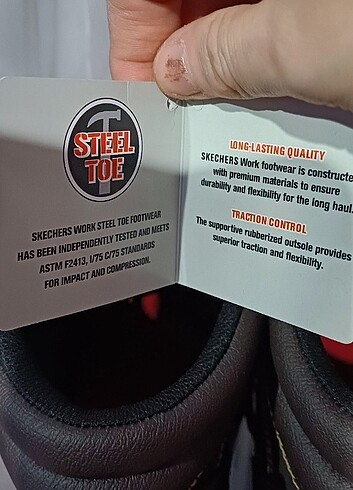 STEEL
TOE
SKECHERS WORK STEEL TOE FOOTWEAR
HAS BEEN INDEPENDENTLY TESTED AND MEETS
ASTM F2413, I/75 C/75 STANDARDS
FOR IMPACT AND COMPRESSION.
LONG-LASTING QUALITY
SKECHERS Work footwear is constructe
with premium materials to ensure
durability and flexibility for the long haul.
TRACTION CONTROL
The supportive rubberized outsole provides
superior traction and flexibility.